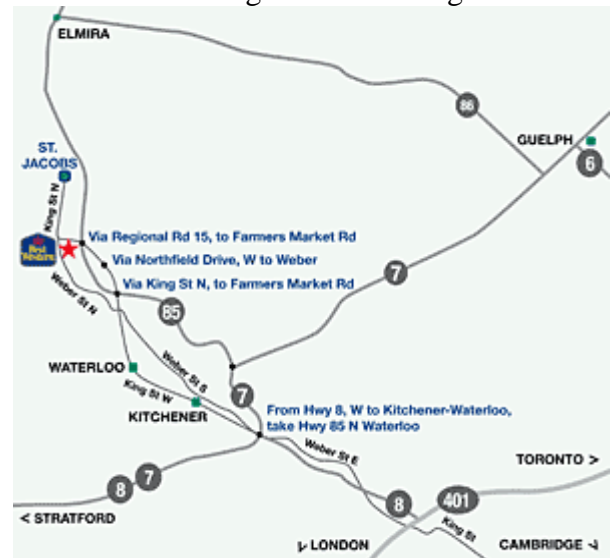 ELMIRA
86
GUELPH
6
ST.
JACOBS
King St N
Via Regional Rd 15, to Farmers Market Rd
Best
Western
Via Northfield Drive, W to Weber
7
Weber St N
Via King St N, to Farmers Market Rd
85
WATERLOO
Weber St S
King St W
7
KITCHENER
From Hwy 8, W to Kitchener-Waterloo,
take Hwy 85 N Waterloo
Weber St E
TORONTO >
8
7
8
401
< STRATFORD
King St
LONDON
CAMBRIDGE